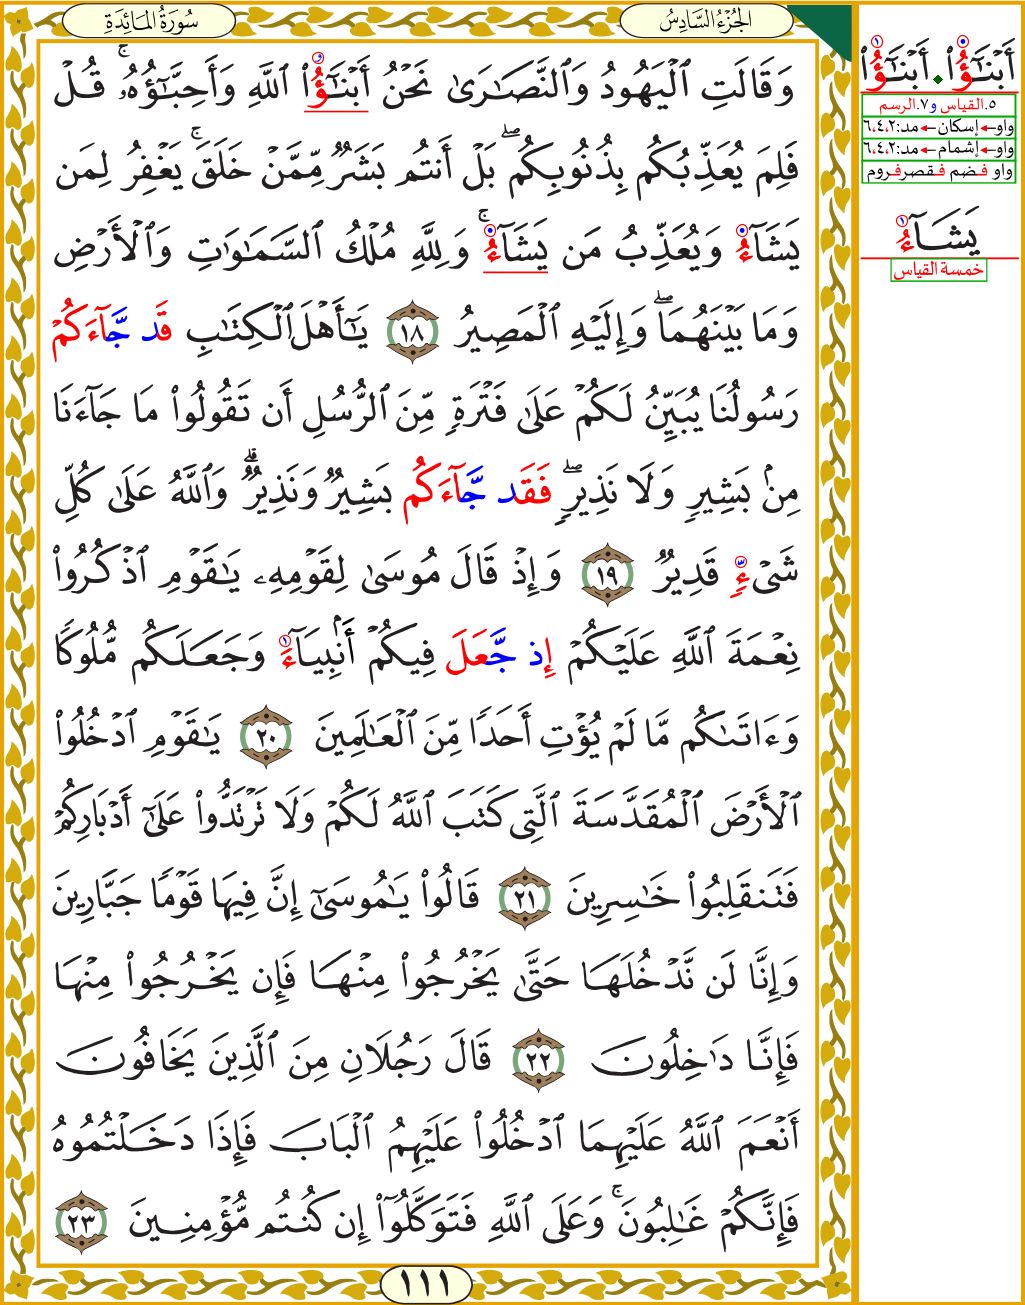 الجُزْءُ السَّادِسُ
سُورَةُ المَائِدَةِ
وَقَالَتِ ٱلْيَهُودُ وَٱلنَّصَـٰرَىٰ نَحْنُ أَبْنَـٰٓؤُا۟ ٱللَّهِ وَأَحِبَّـٰٓؤُهُۥ ۚ قُلْ
فَلِمَ يُعَذِّبُكُم بِذُنُوبِكُم ۖ بَلْ أَنتُم بَشَرٌ مِّمَّنْ خَلَقَ ۚ يَغْفِرُ لِمَن
يَشَآءُ وَيُعَذِّبُ مَن يَشَآءُ ۚ وَلِلَّهِ مُلْكُ ٱلسَّمَـٰوَٰتِ وَٱلْأَرْضِ
وَمَا بَيْنَهُمَا ۖ وَإِلَيْهِ ٱلْمَصِيرُ ١٨ يَـٰٓأَهْلَ ٱلْكِتَـٰبِ قَد جَّآءَكُمْ
رَسُولُنَا يُبَيِّنُ لَكُمْ عَلَىٰ فَتْرَةٍ مِّنَ ٱلرُّسُلِ أَن تَقُولُوا۟ مَا جَآءَنَا
مِنۢ بَشِيرٍ وَلَا نَذِيرٍ ۖ فَقَد جَّآءَكُم بَشِيرٌ وَنَذِيرٌ ۗ وَٱللَّهُ عَلَىٰ كُلِّ
شَىْءٍ قَدِيرٌ ١٩ وَإِذْ قَالَ مُوسَىٰ لِقَوْمِهِۦ يَـٰقَوْمِ ٱذْكُرُوا۟
نِعْمَةَ ٱللَّهِ عَلَيْكُمْ إِذ جَّعَلَ فِيكُمْ أَنۢبِيَآءَ وَجَعَلَكُم مُّلُوكًا
وَءَاتَىٰكُم مَّا لَمْ يُؤْتِ أَحَدًا مِّنَ ٱلْعَـٰلَمِينَ ٢٠ يَـٰقَوْمِ ٱدْخُلُوا۟
ٱلْأَرْضَ ٱلْمُقَدَّسَةَ ٱلَّتِى كَتَبَ ٱللَّهُ لَكُمْ وَلَا تَرْتَدُّوا۟ عَلَىٰٓ أَدْبَارِكُمْ
فَتَنقَلِبُوا۟ خَـٰسِرِينَ ٢١ قَالُوا۟ يَـٰمُوسَىٰٓ إِنَّ فِيهَا قَوْمًا جَبَّارِينَ
وَإِنَّا لَن نَّدْخُلَهَا حَتَّىٰ يَخْرُجُوا۟ مِنْهَا فَإِن يَخْرُجُوا۟ مِنْهَا
فَإِنَّا دَٰخِلُونَ ٢٢ قَالَ رَجُلَانِ مِنَ ٱلَّذِينَ يَخَافُونَ
أَنْعَمَ ٱللَّهُ عَلَيْهِمَا ٱدْخُلُوا۟ عَلَيْهِمُ ٱلْبَابَ فَإِذَا دَخَلْتُمُوهُ
فَإِنَّكُمْ غَـٰلِبُونَ ۚ وَعَلَى ٱللَّهِ فَتَوَكَّلُوٓا۟ إِن كُنتُم مُّؤْمِنِينَ ٢٣
١١١
أَبْنَـٰٓؤُا۟ . أَبْنَـٰٓؤُا۟
٥.القياس و٧.الرسم
واو←إسكان←مد:٦،٤،٢
واو←إشمام←مد:٦،٤،٢
واو فضم فقصرفروم
يَشَآءُ
خمسة القياس